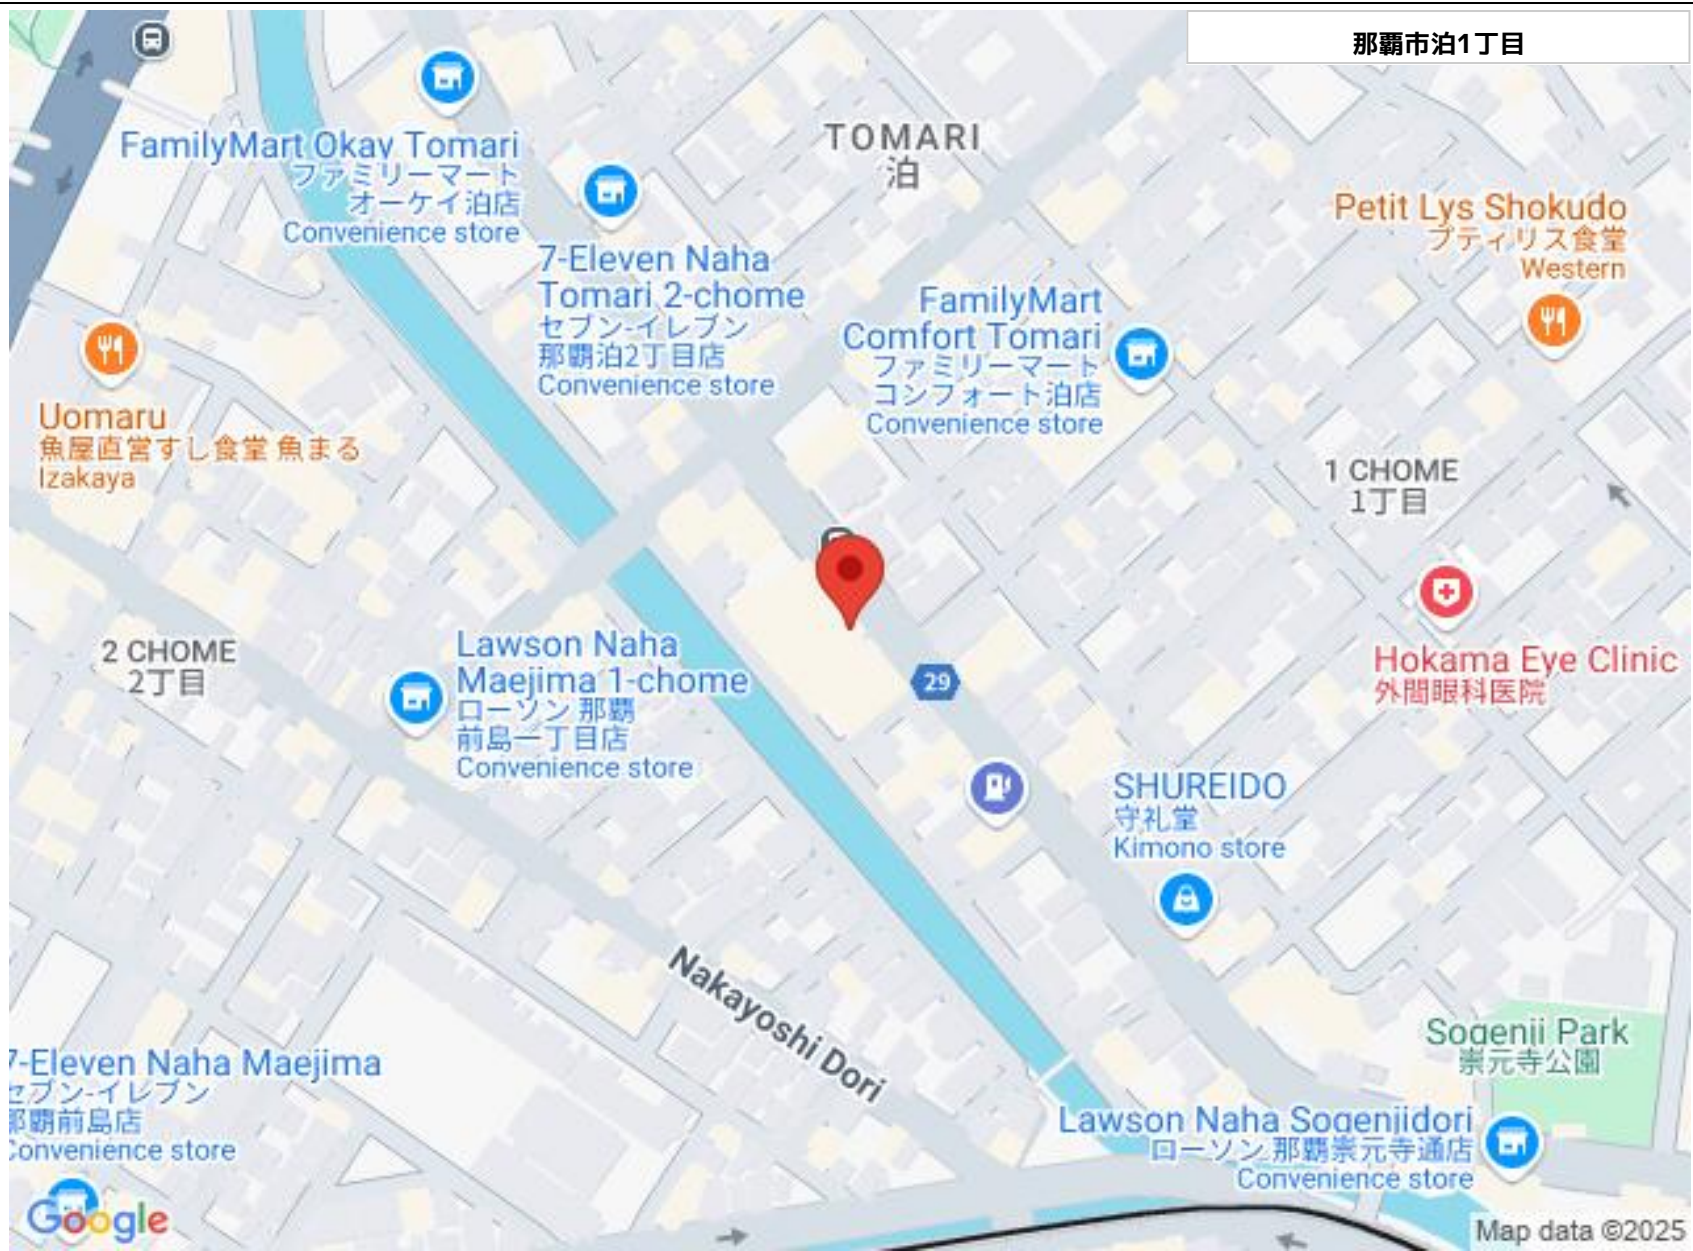 那覇市泊1丁目
FamilyMart Okay Tomari
ファミリーマート
オーケイ泊店
Convenience store
TOMARI
泊
7-Eleven Naha
Tomari 2-chome
セブン-イレブン
那覇泊2丁目店
Convenience store
FamilyMart
Comfort Tomari
ファミリーマート
コンフォート泊店
Convenience store
Petit Lys Shokudo
プティリス食堂
Western
Uomaru
魚屋直営すし食堂 魚まる
Izakaya
1 CHOME
1丁目
2 CHOME
2丁目
Lawson Naha
Maejima 1-chome
ローソン 那覇
前島一丁目店
Convenience store
29
Hokama Eye Clinic
外間眼科医院
SHUREIDO
守礼堂
Kimono store
Nakayoshi Dori
Sogenji Park
崇元寺公園
7-Eleven Naha Maejima
セブン-イレブン
那覇前島店
Convenience store
Lawson Naha Sogenjidori
ローソン 那覇崇元寺通店
Convenience store
Google
Map data ©2025